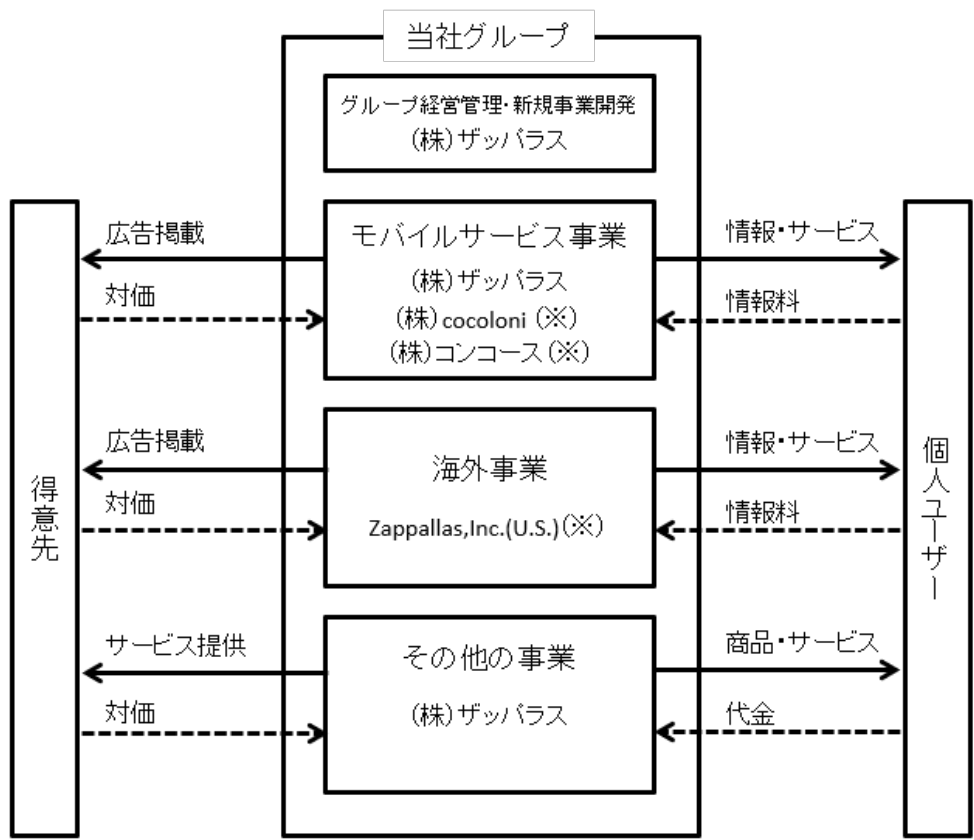 当社グループ
グループ経営管理・新規事業開発
(株)ザッパラス
モバイルサービス事業
(株)ザッパラス
(株)cocoloni(※)
(株)コンコース(※)
広告掲載
対価
情報・サービス
情報料
海外事業
Zappallas,Inc.(U.S.)(※)
広告掲載
対価
情報・サービス
情報料
その他の事業
(株)ザッパラス
サービス提供
対価
商品・サービス
代金
得意先
個人ユーザー